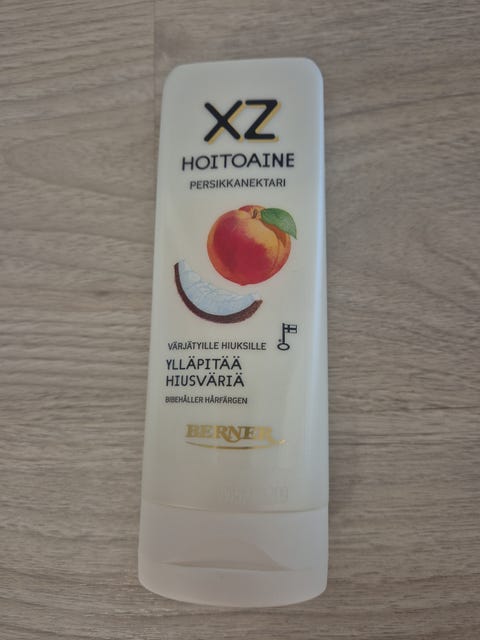 XZ
HOITOAINE
PERSIKKANEKTARI
VÄRJÄTYILLE HIUKSILLE
YLLÄPITÄÄ
HIUSVÄRIÄ
BIBEHÅLLER HÅRFÄRGEN
BERNER